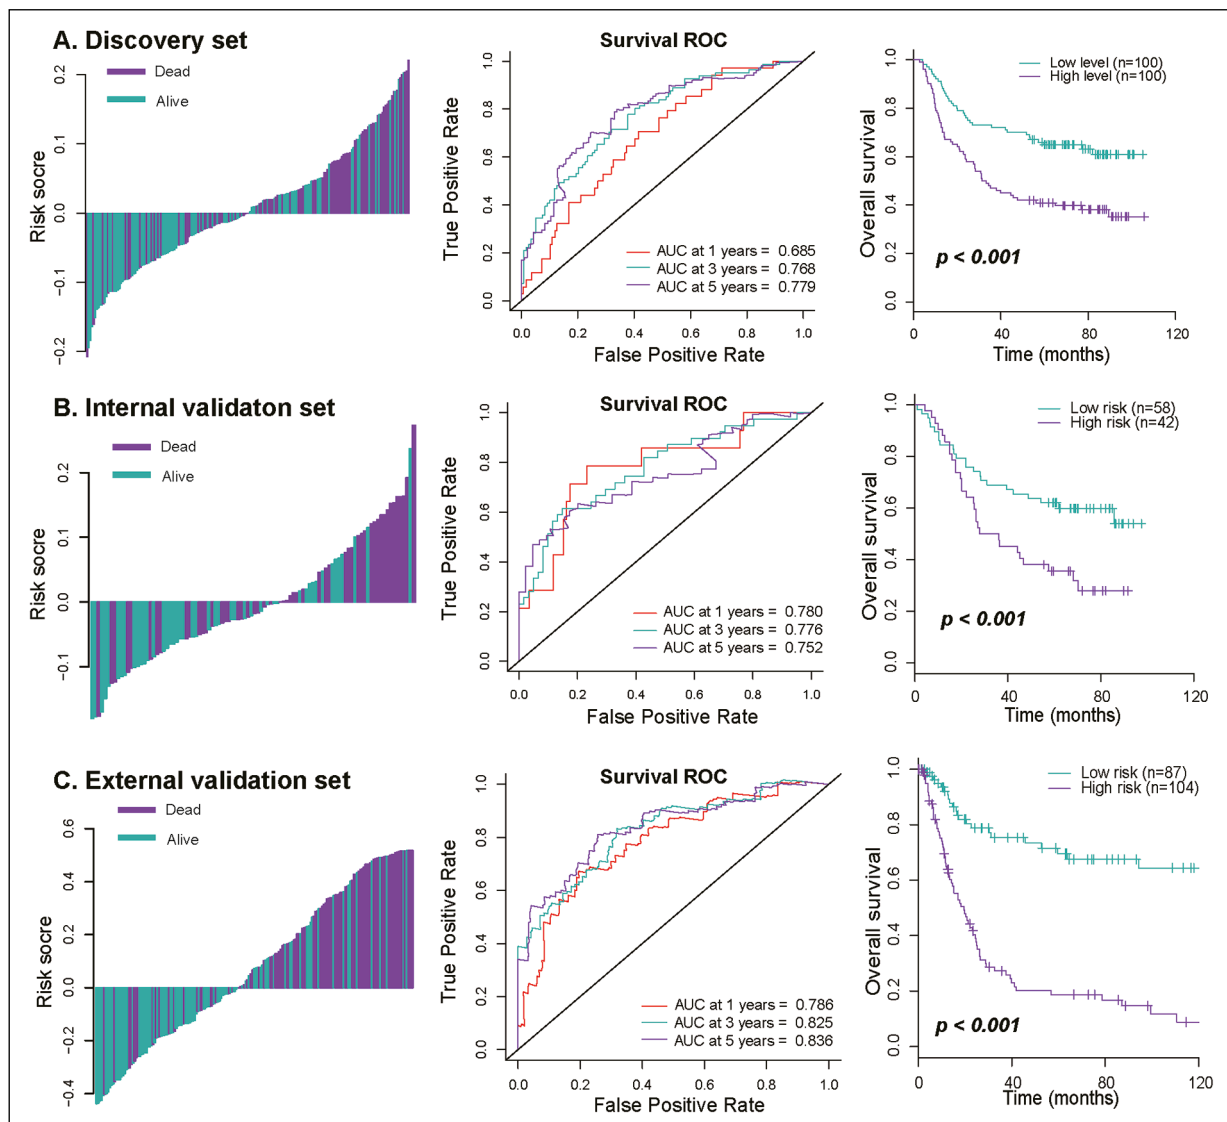 A. Discovery set
Dead
Alive
Risk socre
0.2
0.1
0.0
−0.1
−0.2
Survival ROC
True Positive Rate
1.0
0.8
0.6
0.4
0.2
0.0
AUC at 1 years = 0.685
AUC at 3 years = 0.768
AUC at 5 years = 0.779
0.0 0.2 0.4 0.6 0.8 1.0
False Positive Rate
Low level (n=100)
High level (n=100)
Overall survival
1.0
0.8
0.6
0.4
0.2
0.0
p < 0.001
0 40 80 120
Time (months)
B. Internal validaton set
Dead
Alive
Risk socre
0.2
0.1
0.0
−0.1
Survival ROC
True Positive Rate
1.0
0.8
0.6
0.4
0.2
0.0
AUC at 1 years = 0.780
AUC at 3 years = 0.776
AUC at 5 years = 0.752
0.0 0.2 0.4 0.6 0.8 1.0
False Positive Rate
Low risk (n=58)
High risk (n=42)
Overall survival
1.0
0.8
0.6
0.4
0.2
0.0
p < 0.001
0 40 80 120
Time (months)
C. External validation set
Dead
Alive
Risk socre
0.6
0.4
0.2
0.0
−0.2
−0.4
Survival ROC
True Positive Rate
1.0
0.8
0.6
0.4
0.2
0.0
AUC at 1 years = 0.786
AUC at 3 years = 0.825
AUC at 5 years = 0.836
0.0 0.2 0.4 0.6 0.8 1.0
False Positive Rate
Low risk (n=87)
High risk (n=104)
Overall survival
1.0
0.8
0.6
0.4
0.2
0.0
p < 0.001
0 40 80 120
Time (months)